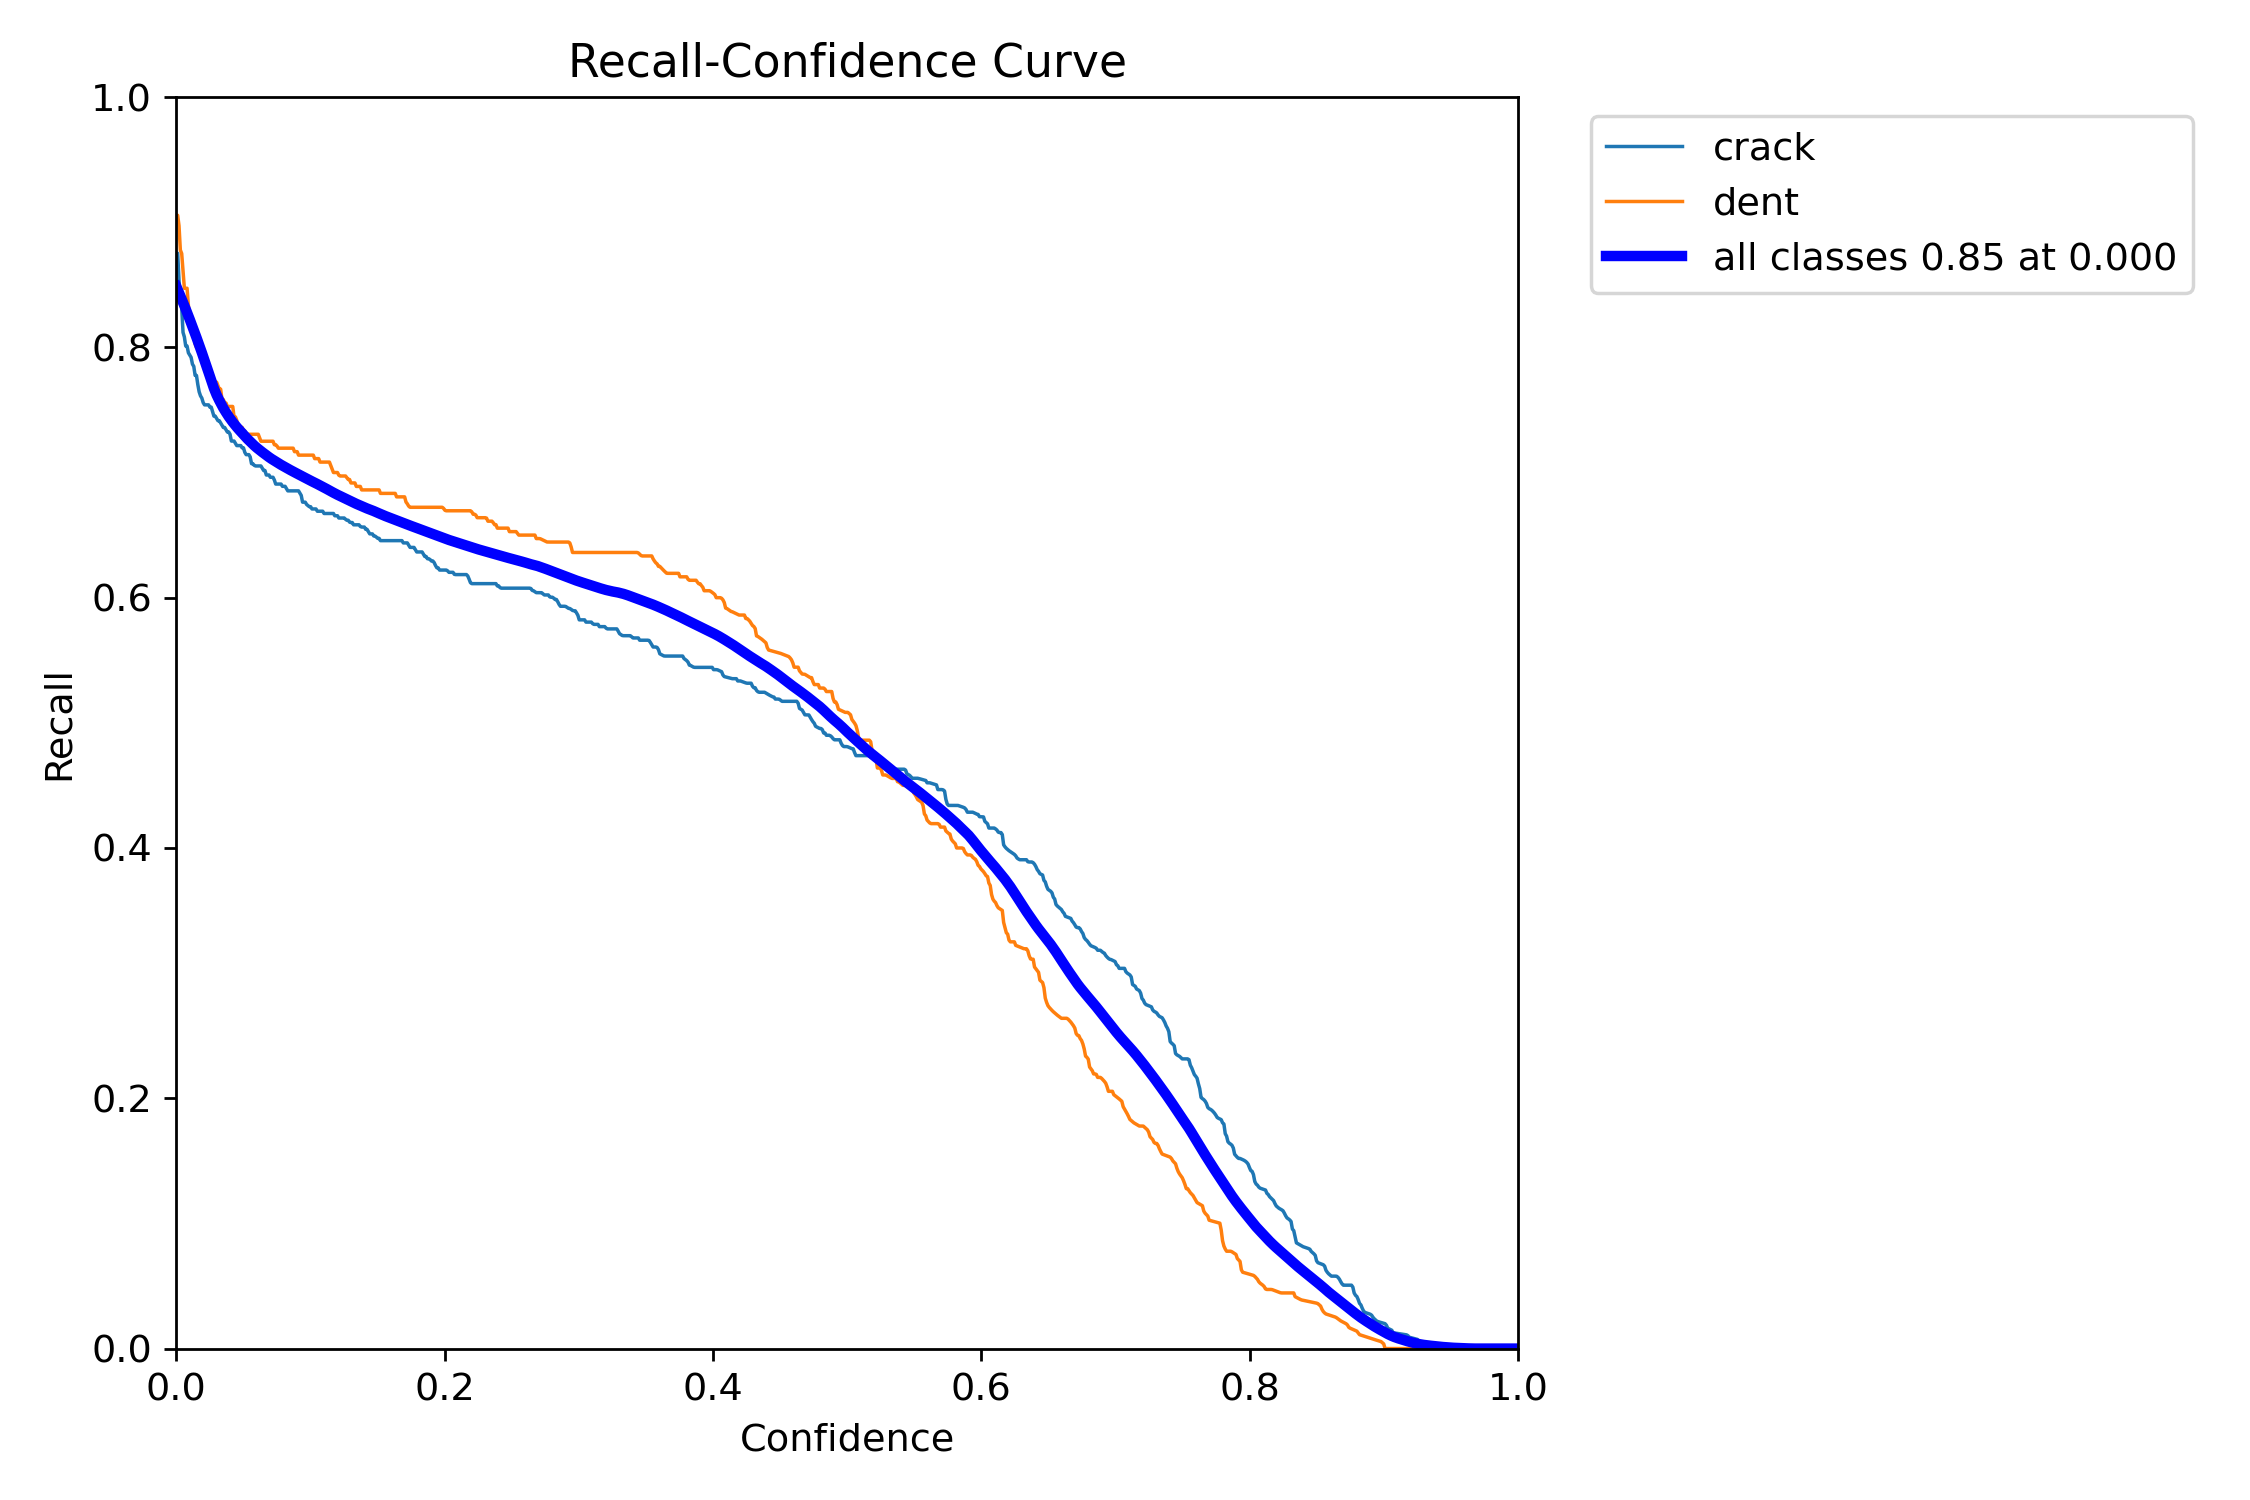 Recall-Confidence Curve
1.0
0.8
0.6
0.4
0.2
0.0
Recall
0.0 0.2 0.4 0.6 0.8 1.0
Confidence
crack
dent
all classes 0.85 at 0.000